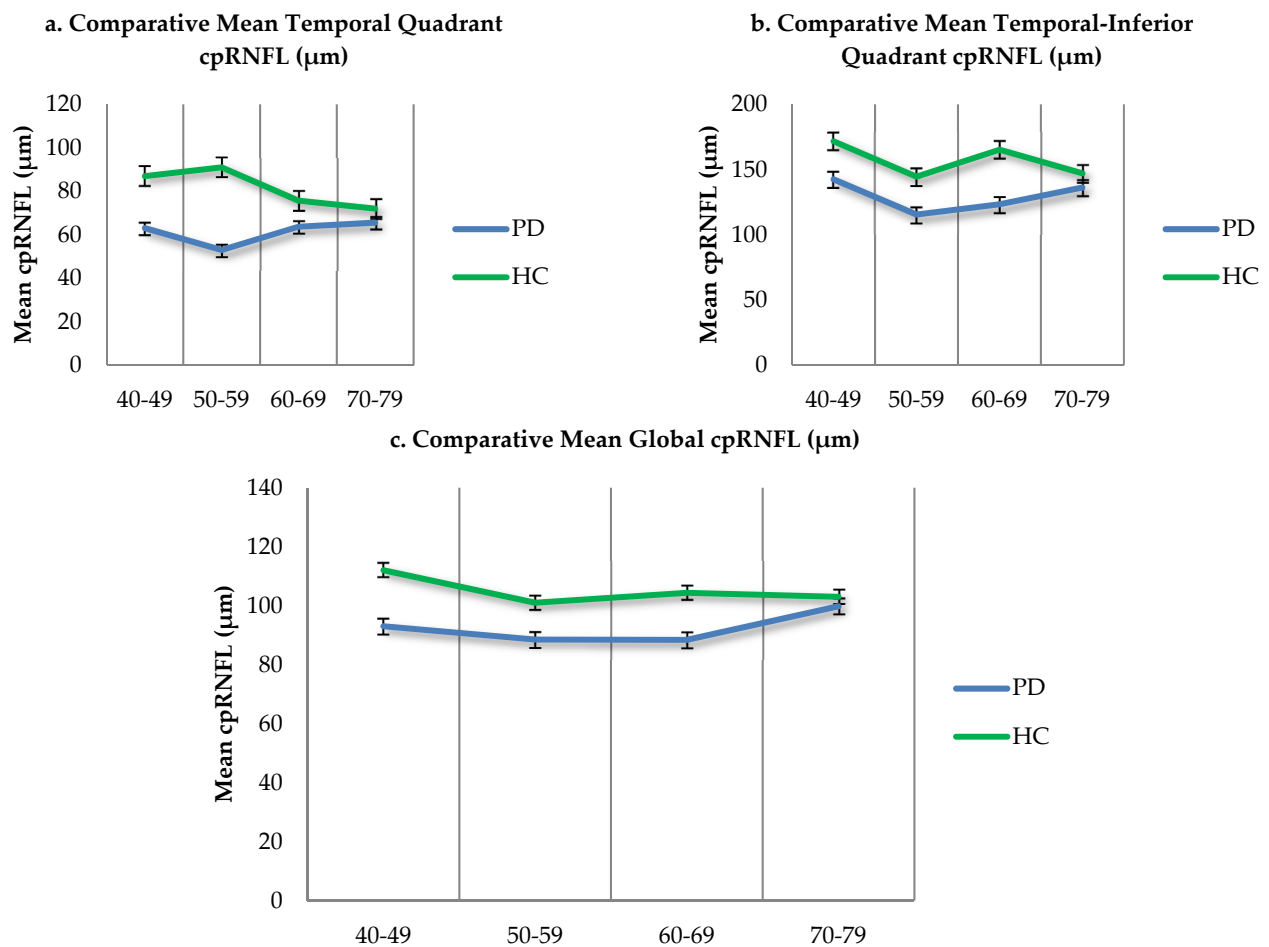 a. Comparative Mean Temporal Quadrant
cpRNFL (µm)
Mean cpRNFL (µm)
120
100
80
60
40
20
0
40-49 50-59 60-69 70-79
PD
HC
b. Comparative Mean Temporal-Inferior
Quadrant cpRNFL (µm)
Mean cpRNFL (µm)
200
150
100
50
0
40-49 50-59 60-69 70-79
PD
HC
c. Comparative Mean Global cpRNFL (µm)
Mean cpRNFL (µm)
140
120
100
80
60
40
20
0
40-49 50-59 60-69 70-79
PD
HC